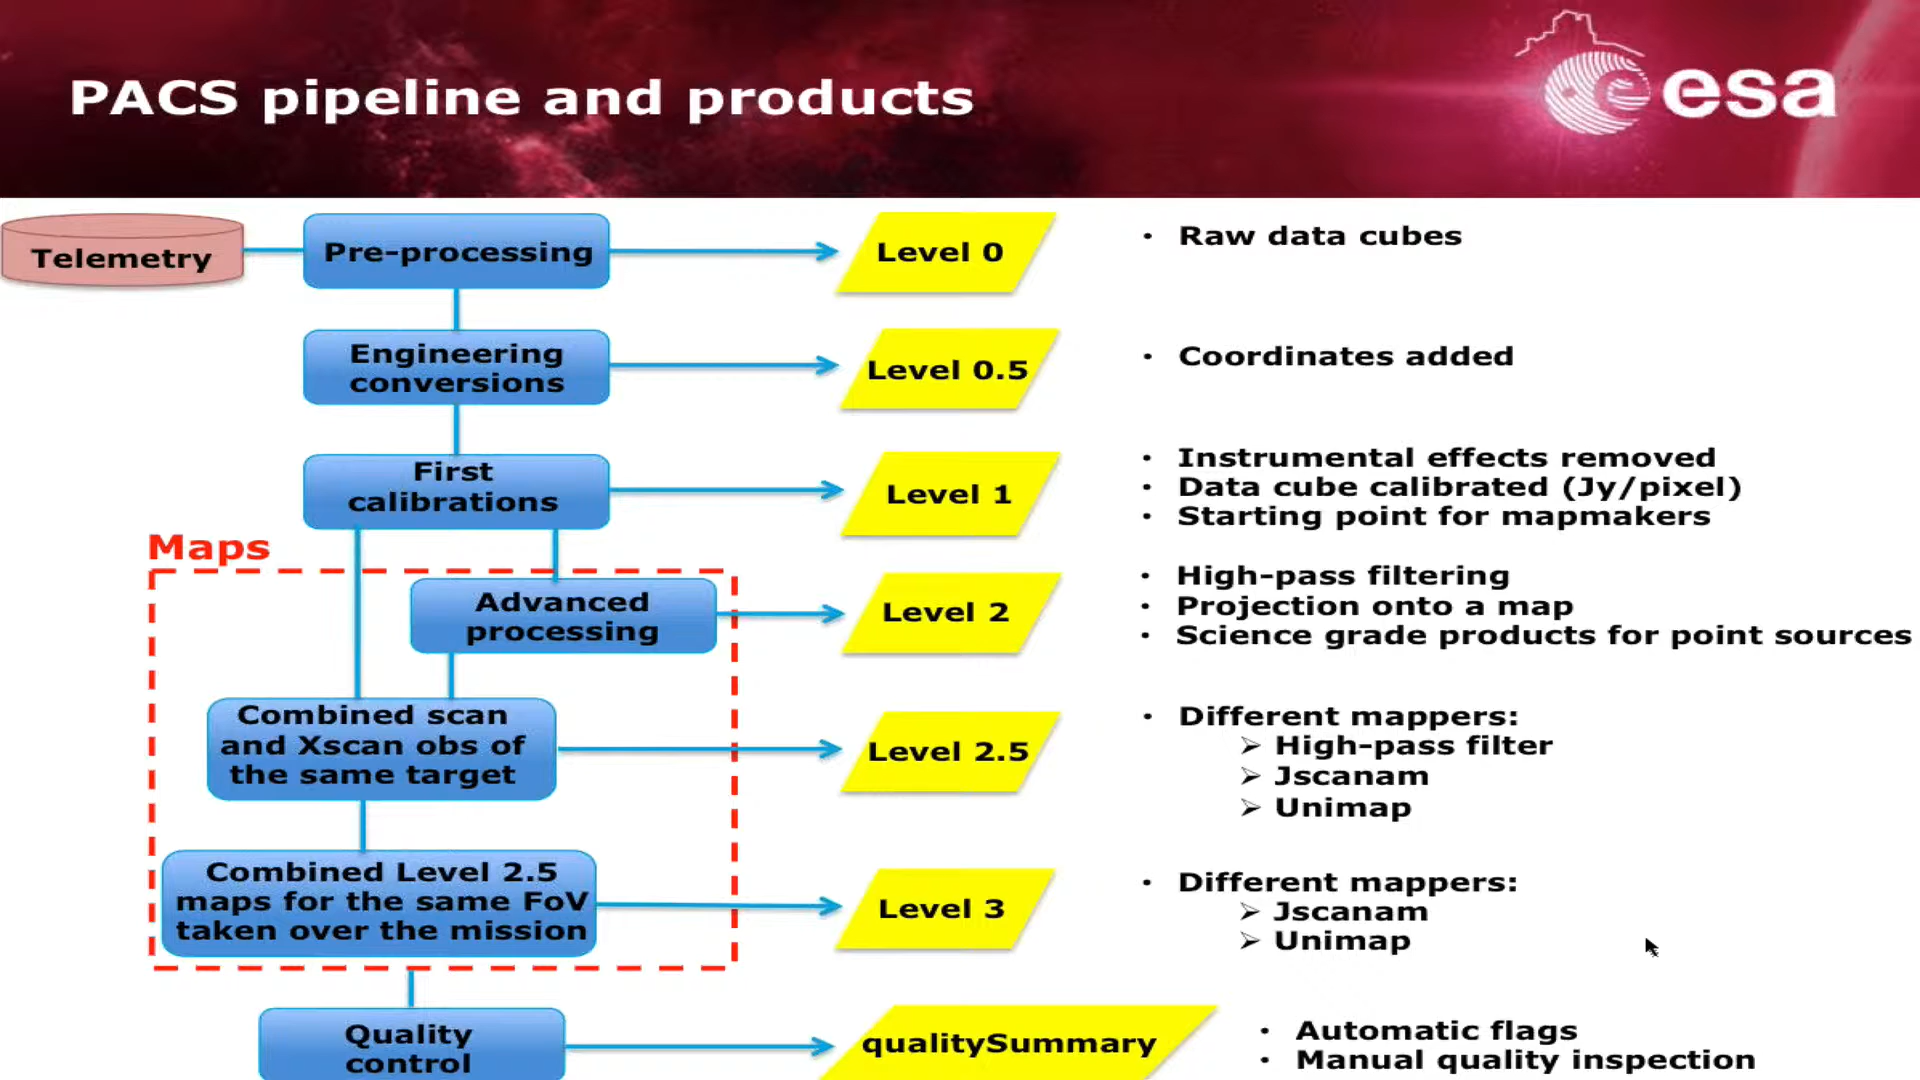 PACS pipeline and products
esa
Telemetry
Pre-processing
Level 0
• Raw data cubes
Engineering
conversions
Level 0.5
• Coordinates added
First
calibrations
Level 1
• Instrumental effects removed
• Data cube calibrated (Jy/pixel)
• Starting point for mapmakers
Maps
Advanced
processing
Level 2
• High-pass filtering
• Projection onto a map
• Science grade products for point sources
Combined scan
and Xscan obs of
the same target
Level 2.5
• Different mappers:
➢ High-pass filter
➢ Jscanam
➢ Unimap
Combined Level 2.5
maps for the same FoV
taken over the mission
Level 3
• Different mappers:
➢ Jscanam
➢ Unimap
Quality
control
qualitySummary
• Automatic flags
• Manual quality inspection